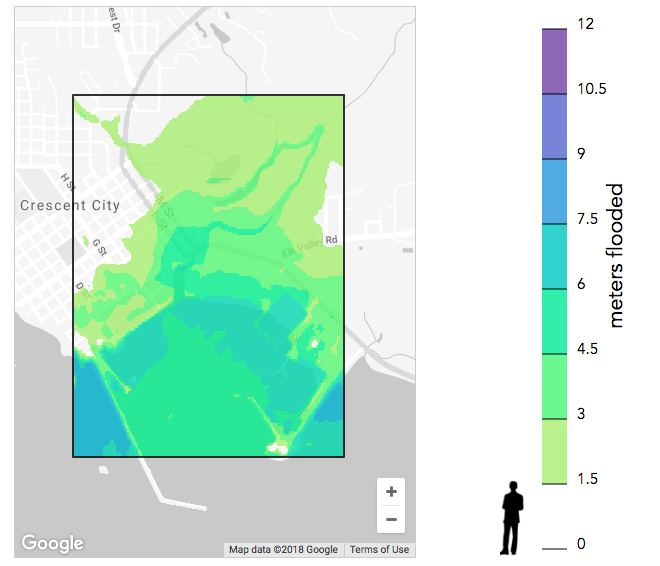 est Dr
H St
Crescent City
M St
L St
G St
D St
Elk Valley Rd
+
−
Google
Map data ©2018 Google
Terms of Use
12
10.5
9
7.5
6
4.5
3
1.5
0
meters flooded